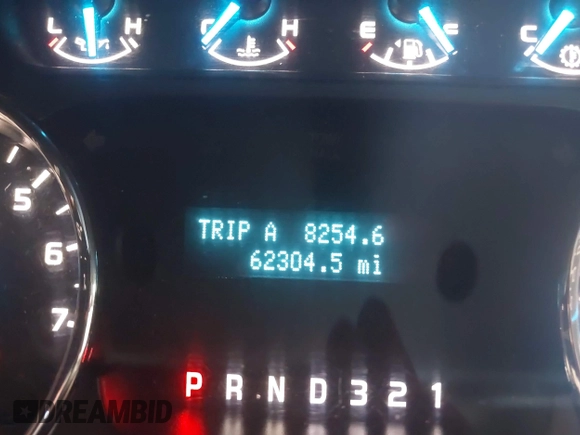 L H C H E F C
5
TRIP A 8254.6
6
62304.5 mi
7
P R N D 3 2 1
DREAMBID